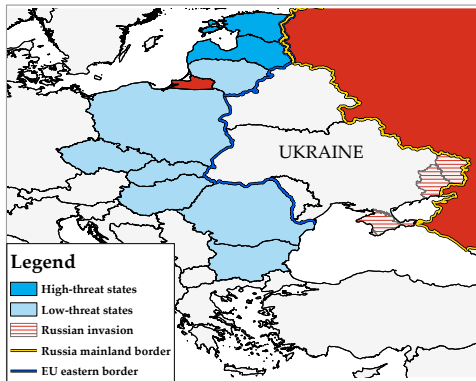 UKRAINE
Legend
High-threat states
Low-threat states
Russian invasion
Russia mainland border
EU eastern border